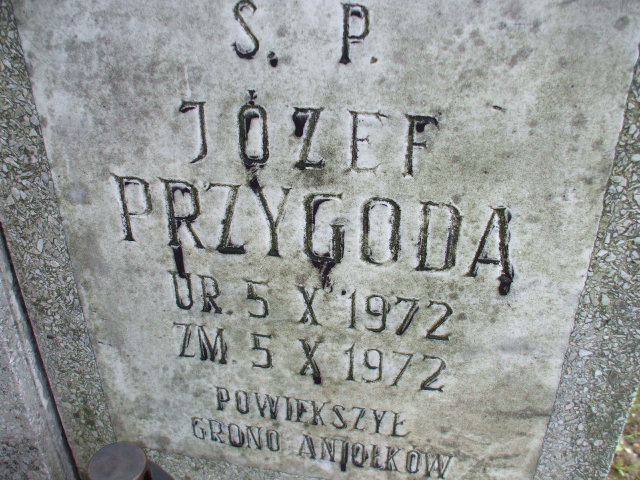 Ś. P.
JÓZEF
PRZYGODA
UR. 5 X 1972
ZM. 5 X 1972
POWIĘKSZYŁ
GRONO ANIOŁKÓW